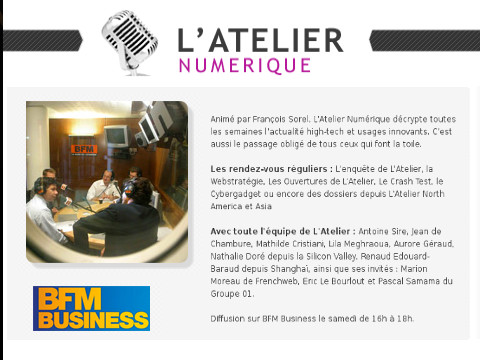 L'ATELIER
NUMERIQUE
BFM
Animé par François Sorel. L'Atelier Numérique décrypte toutes
les semaines l'actualité high-tech et usages innovants. C'est
aussi le passage obligé de tous ceux qui font la toile.
Les rendez-vous réguliers : L'enquête de L'Atelier, la
Webstratégie, Les Ouvertures de L'Atelier, Le Crash Test, le
Cybergadget ou encore des dossiers depuis L'Atelier North
America et Asia
Avec toute l'équipe de L'Atelier : Antoine Sire, Jean de
Chambure, Mathilde Cristiani, Lila Meghraoua, Aurore Géraud,
Nathalie Doré depuis la Silicon Valley. Renaud Edouard-
Baraud depuis Shanghaï, ainsi que ses invités : Marion
Moreau de Frenchweb, Eric Le Bourlout et Pascal Samama du
Groupe 01.
BFM
BUSINESS
Diffusion sur BFM Business le samedi de 16h à 18h.